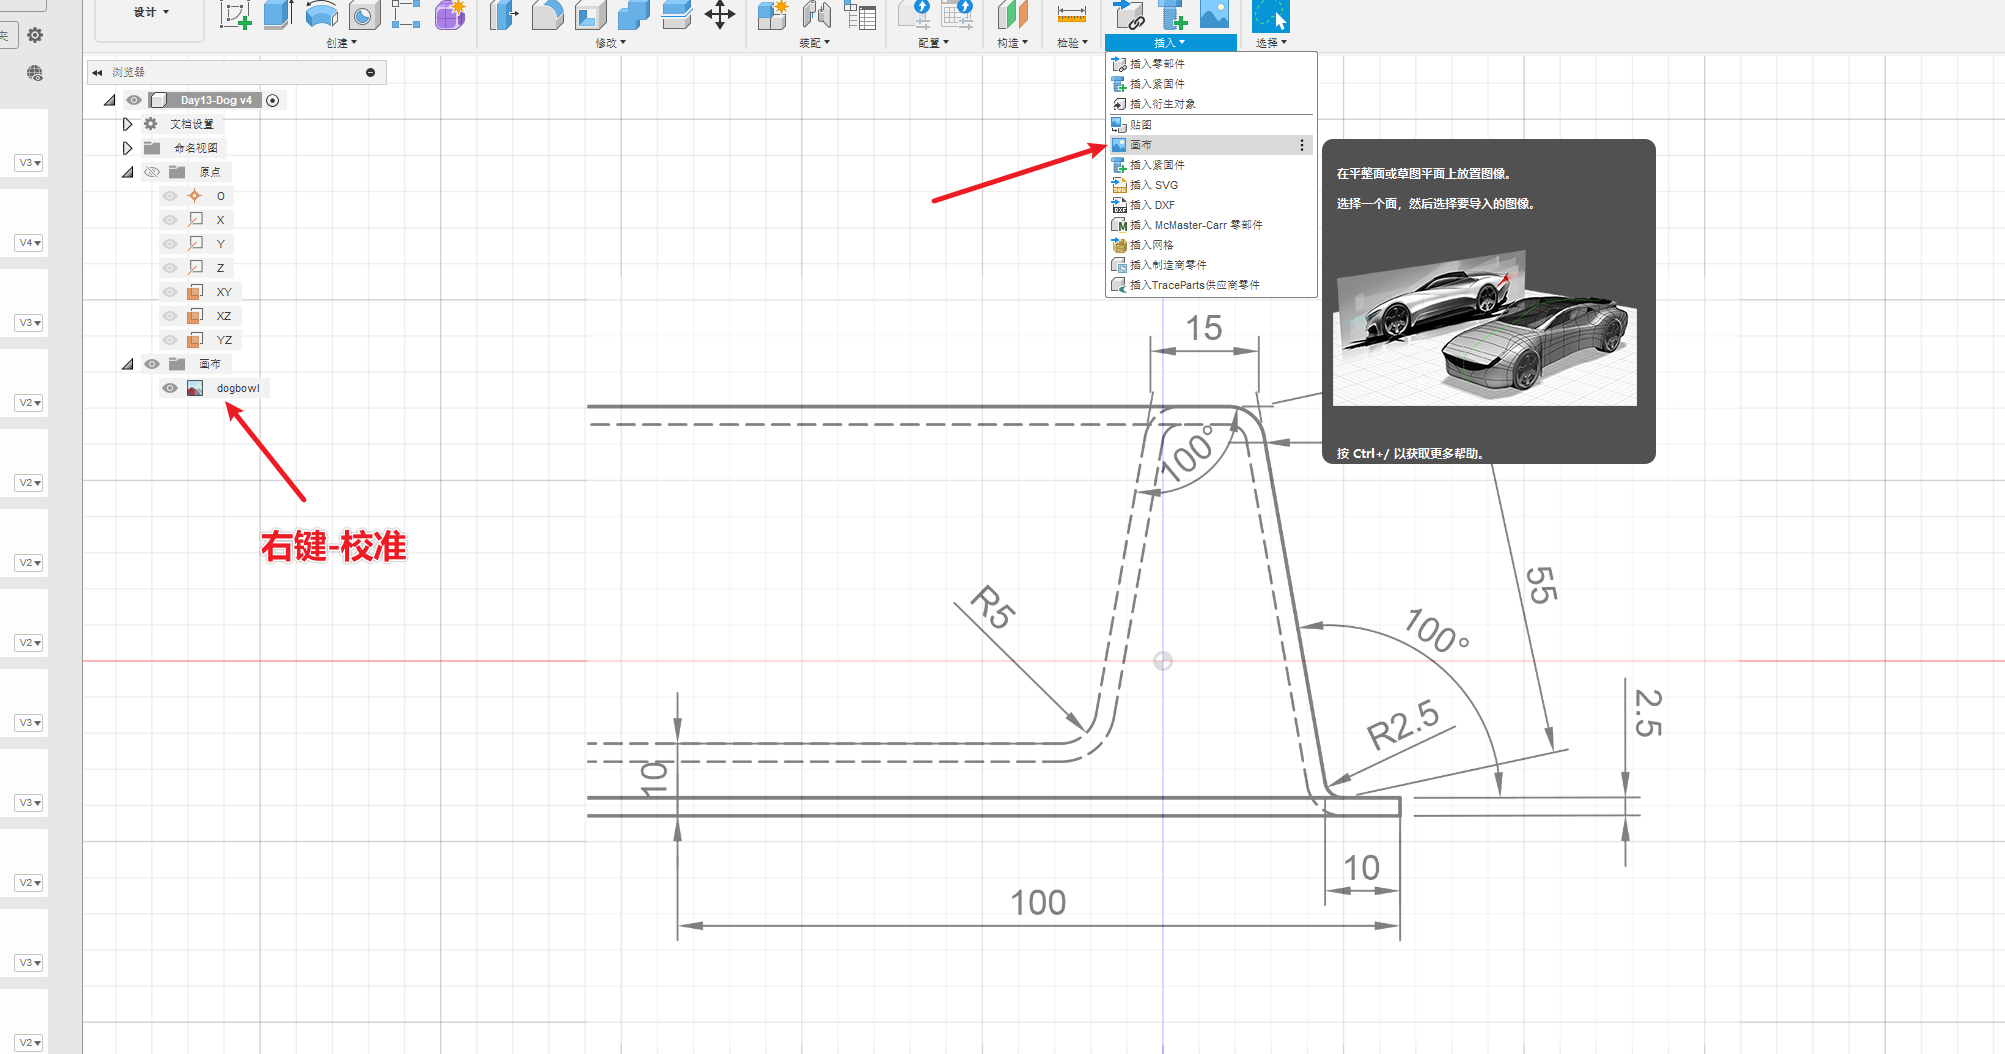 夹
设计
创建
修改
装配
配置
构造
检验
插入
选择
浏览器
Day13-Dog v4
文档设置
命名视图
原点
O
X
Y
Z
XY
XZ
YZ
画布
dogbowl
右键-校准
V3
V4
V3
V2
V2
V2
V2
V3
V3
V2
V3
V2
插入零部件
插入紧固件
插入衍生对象
贴图
画布
插入紧固件
插入 SVG
插入 DXF
插入 McMaster-Carr 零部件
插入网格
插入制造商零件
插入TraceParts供应商零件
在平整面或草图平面上放置图像。
选择一个面，然后选择要导入的图像。
按 Ctrl+/ 以获取更多帮助。
15
100°
R5
55
100°
R2.5
2.5
10
10
100